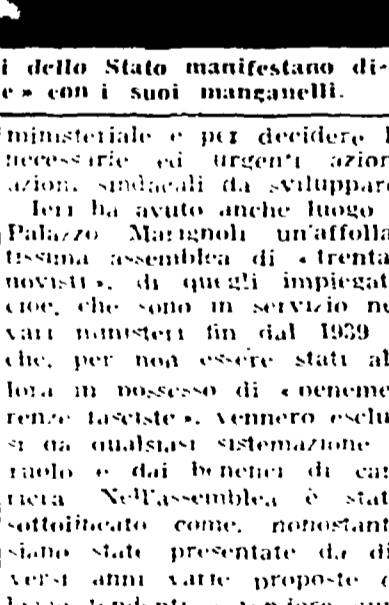 i dello Stato manifestano di-
e» con i suoi manganelli.
ministeriale e per decidere l
necessarie ed urgenti azion
azioni sindacali da sviluppare
Ieri ha avuto anche luogo
Palazzo Marignoli un'affolla
tissima assemblea di «trenta
novisti», di quegli impiegat
cioè, che sono in servizio ne
vari ministeri fin dal 1939
che, per non essere stati al
lora in possesso di «beneme
renze fasciste», vennero esclu
si da qualsiasi sistemazione
ruolo e dai benefici di car
riera Nell'assemblea è stat
sottolineato come, nonostant
siano state presentate da di
versi anni varie proposte d